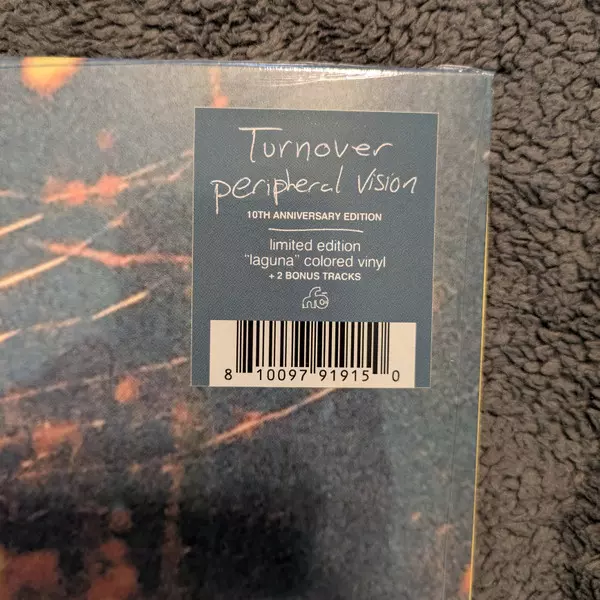 Turnover
peripheral vision
10TH ANNIVERSARY EDITION
limited edition
"laguna" colored vinyl
+ 2 BONUS TRACKS
8 10097 91915 0